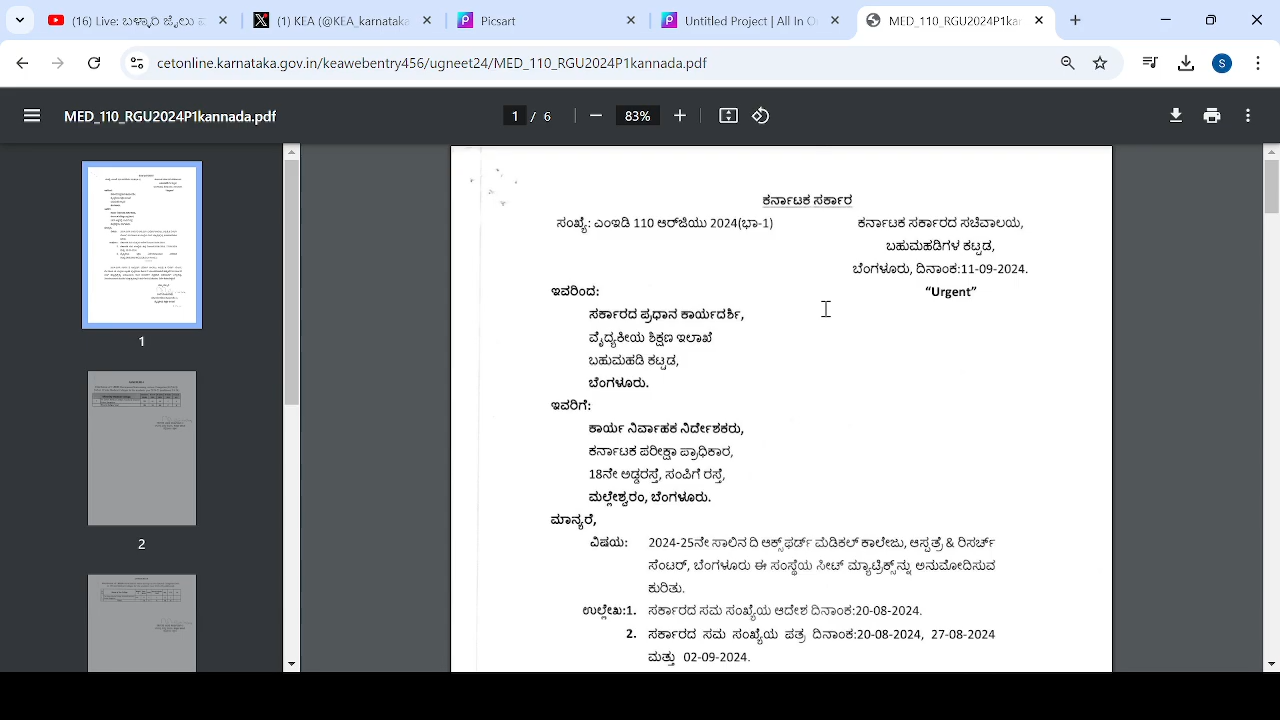 (16) Live: ಬಳ್ಳಾರಿ ಜೈಲು
(1) KEA (@KEA_karnata
Picsart
Untitled Project | All In O
MED_110_RGU2024P1ka
cetonline.karnataka.gov.in/keawebentry456/ugneet24/MED_110_RGU2024P1kannada.pdf
S
MED_110_RGU2024P1kannada.pdf
1 / 6
83%
1
2
ಕರ್ನಾಟಕ ಸರ್ಕಾರ
ಸಂಖ್ಯೆ: ಎಂಇಡಿ 110 ಆರ್‌ಜಿಯು 2024(ಭಾ-1)
ಕರ್ನಾಟಕ ಸರ್ಕಾರದ ಸಚಿವಾಲಯ,
ಬಹುಮಹಡಿಗಳ ಕಟ್ಟಡ,
ಬೆಂಗಳೂರು, ದಿನಾಂಕ:11-09-2024.
ಇವರಿಂದ:
“Urgent”
ಸರ್ಕಾರದ ಪ್ರಧಾನ ಕಾರ್ಯದರ್ಶಿ,
ವೈದ್ಯಕೀಯ ಶಿಕ್ಷಣ ಇಲಾಖೆ
ಬಹುಮಹಡಿ ಕಟ್ಟಡ,
ಬೆಂಗಳೂರು.
ಇವರಿಗೆ:
ಕಾರ್ಯ ನಿರ್ವಾಹಕ ನಿರ್ದೇಶಕರು,
ಕರ್ನಾಟಕ ಪರೀಕ್ಷಾ ಪ್ರಾಧಿಕಾರ,
18ನೇ ಅಡ್ಡರಸ್ತೆ, ಸಂಪಿಗೆ ರಸ್ತೆ,
ಮಲ್ಲೇಶ್ವರಂ, ಬೆಂಗಳೂರು.
ಮಾನ್ಯರೆ,
ವಿಷಯ: 2024-25ನೇ ಸಾಲಿನ ದಿ ಆಕ್ಸ್‌ಫರ್ಡ್ ಮೆಡಿಕಲ್ ಕಾಲೇಜು, ಆಸ್ಪತ್ರೆ & ರಿಸರ್ಚ್
ಸೆಂಟರ್, ಬೆಂಗಳೂರು ಈ ಸಂಸ್ಥೆಯ ಸೀಟ್ ಮ್ಯಾಟ್ರಿಕ್ಸ್‌ನ್ನು ಅನುಮೋದಿಸುವ
ಕುರಿತು.
ಉಲ್ಲೇಖ:1. ಸರ್ಕಾರದ ಸಮ ಸಂಖ್ಯೆಯ ಆದೇಶ ದಿನಾಂಕ:20-08-2024.
2. ಸರ್ಕಾರದ ಸಮ ಸಂಖ್ಯೆಯ ಪತ್ರ ದಿನಾಂಕ:20-08-2024, 27-08-2024
ಮತ್ತು 02-09-2024.